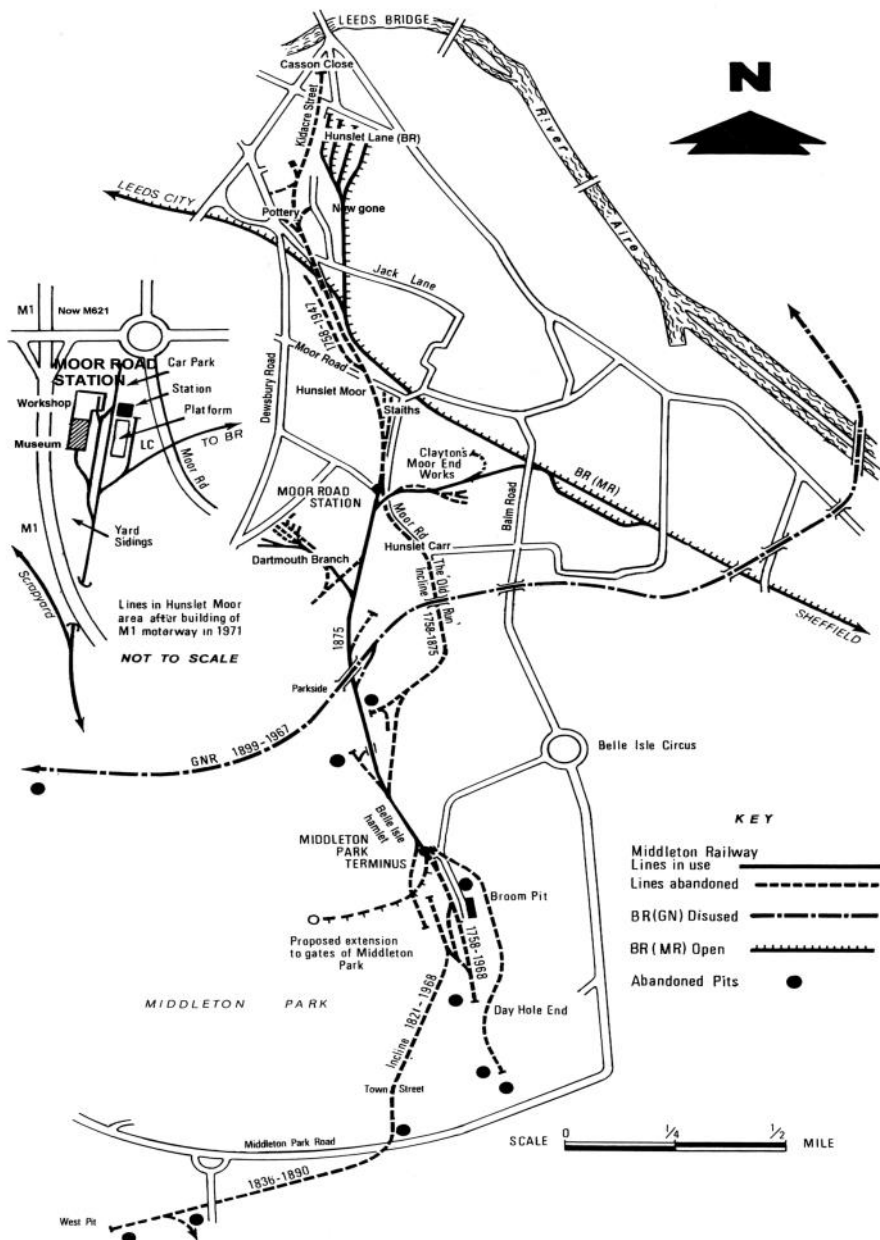 LEEDS BRIDGE
Casson Close
N
Kidacre Street
Hunslet Lane (BR)
River
Aire
LEEDS CITY
Pottery
Now gone
Jack Lane
1758-1947
Moor Road
Dewsbury Road
Hunslet Moor
Staiths
M1
Now M621
MOOR ROAD
STATION
Car Park
Station
Workshop
Platform
Museum
LC
TO BR
Moor Rd
M1
Yard
Sidings
Scrapyard
Lines in Hunslet Moor
area after building of
M1 motorway in 1971
NOT TO SCALE
Clayton's
Moor End
Works
BR (MR)
Balm Road
MOOR ROAD
STATION
Moor Rd
Hunslet Carr
Dartmouth Branch
The 'Old Run'
Incline 1758-1875
1875
SHEFFIELD
Parkside
GNR 1899-1967
Belle Isle Circus
Belle Isle
hamlet
MIDDLETON
PARK
TERMINUS
Broom Pit
Proposed extension
to gates of Middleton
Park
1758-1968
KEY
Middleton Railway
Lines in use
Lines abandoned
BR(GN) Disused
BR (MR) Open
Abandoned Pits
MIDDLETON PARK
Incline 1821-1968
Day Hole End
Town Street
Middleton Park Road
SCALE 0 1/4 1/2 MILE
1836-1890
West Pit